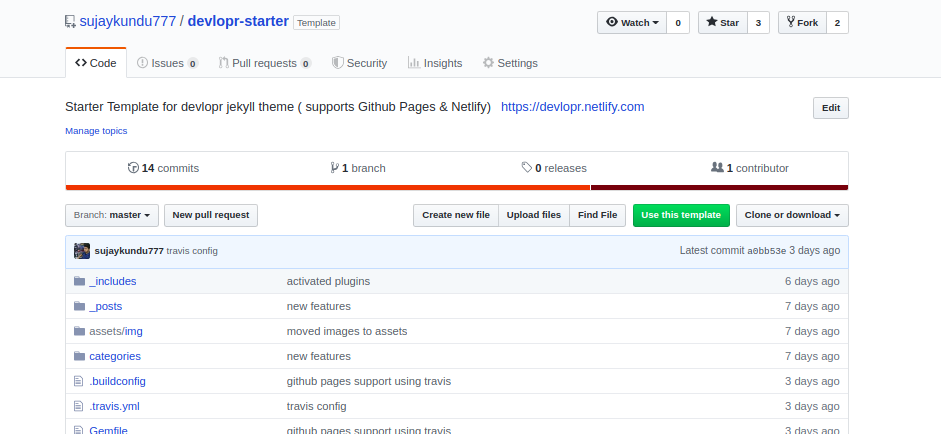 sujaykundu777 / devlopr-starter Template Watch 0 Star 3 Fork 2
Code Issues 0 Pull requests 0 Security Insights Settings
Starter Template for devlopr jekyll theme ( supports Github Pages & Netlify) https://devlopr.netlify.com Edit
Manage topics
14 commits 1 branch 0 releases 1 contributor
Branch: master New pull request Create new file Upload files Find File Use this template Clone or download
sujaykundu777 travis config Latest commit a0bb53e 3 days ago
_includes activated plugins 6 days ago
_posts new features 7 days ago
assets/img moved images to assets 7 days ago
categories new features 7 days ago
.buildconfig github pages support using travis 3 days ago
.travis.yml travis config 3 days ago
Gemfile github pages support using travis 3 days ago